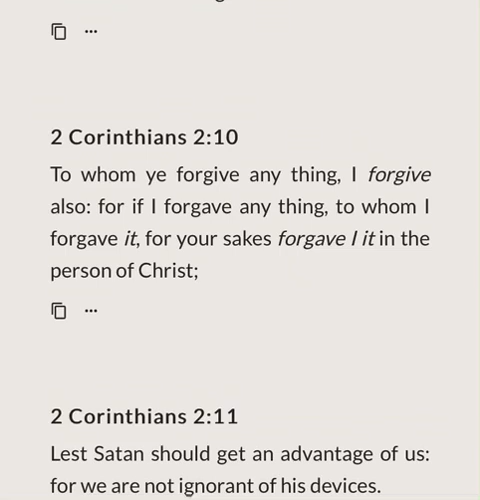 2 Corinthians 2:10
To whom ye forgive any thing, I forgive
also: for if I forgave any thing, to whom I
forgave it, for your sakes forgave I it in the
person of Christ;
2 Corinthians 2:11
Lest Satan should get an advantage of us:
for we are not ignorant of his devices.